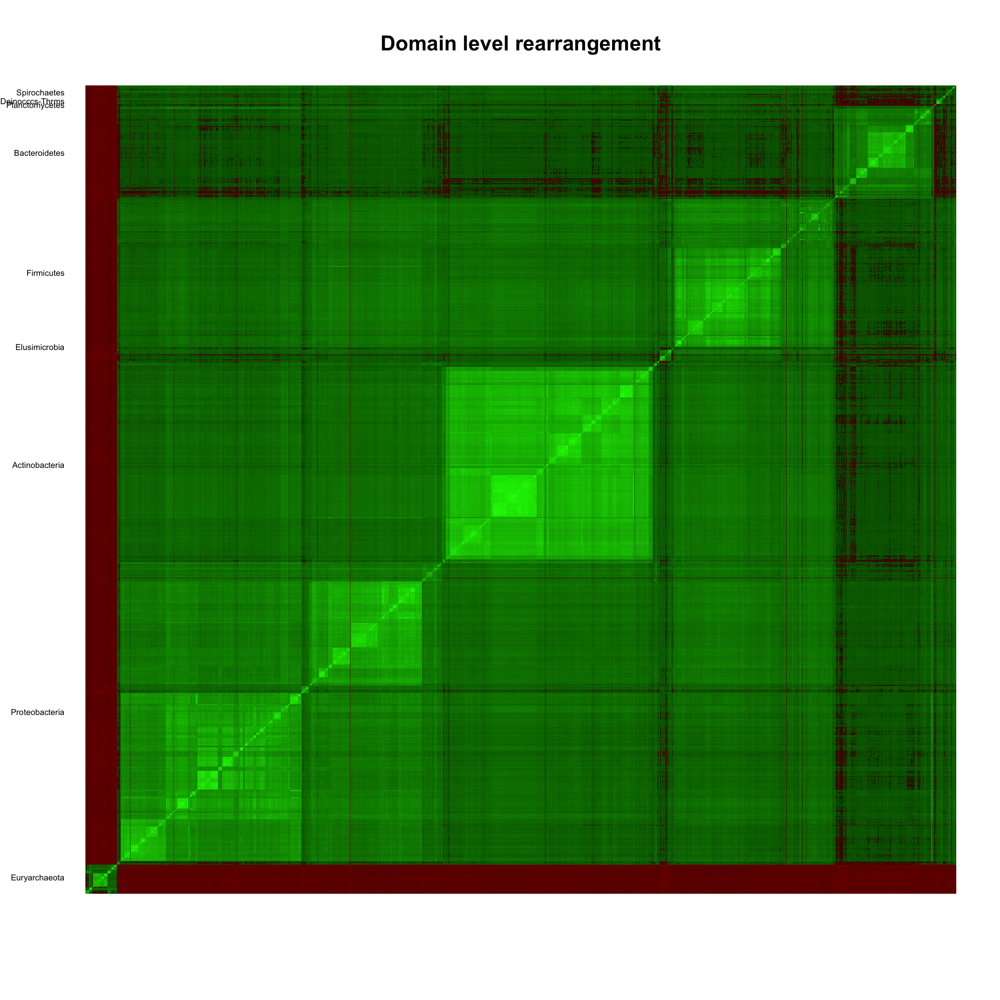 Domain level rearrangement
Spirochaetes
Deinocccs-Thrms
Planctomycetes
Bacteroidetes
Firmicutes
Elusimicrobia
Actinobacteria
Proteobacteria
Euryarchaeota